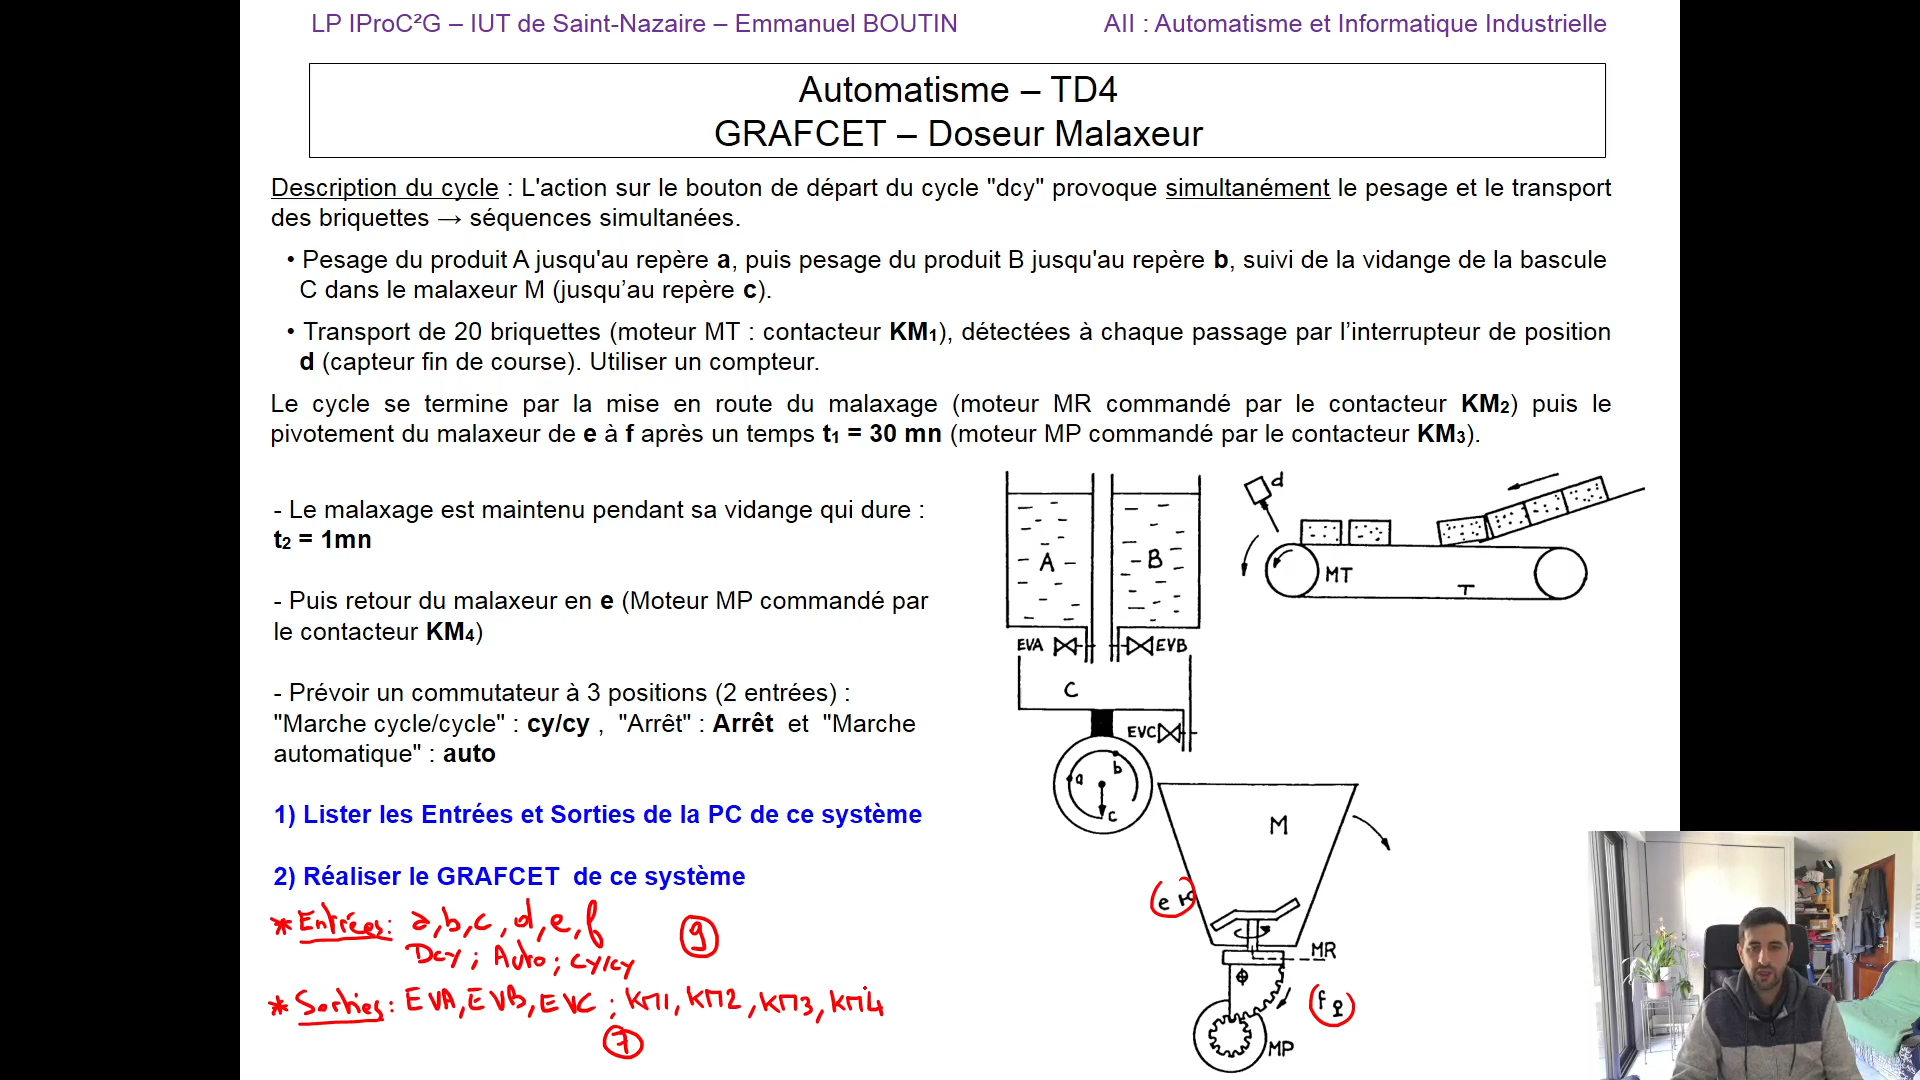 LP IProC²G – IUT de Saint-Nazaire – Emmanuel BOUTIN AII : Automatisme et Informatique Industrielle
Automatisme – TD4
GRAFCET – Doseur Malaxeur
Description du cycle : L'action sur le bouton de départ du cycle "dcy" provoque simultanément le pesage et le transport
des briquettes → séquences simultanées.
• Pesage du produit A jusqu'au repère a, puis pesage du produit B jusqu'au repère b, suivi de la vidange de la bascule
C dans le malaxeur M (jusqu’au repère c).
• Transport de 20 briquettes (moteur MT : contacteur KM₁), détectées à chaque passage par l’interrupteur de position
d (capteur fin de course). Utiliser un compteur.
Le cycle se termine par la mise en route du malaxage (moteur MR commandé par le contacteur KM₂) puis le
pivotement du malaxeur de e à f après un temps t₁ = 30 mn (moteur MP commandé par le contacteur KM₃).
- Le malaxage est maintenu pendant sa vidange qui dure :
t₂ = 1mn
- Puis retour du malaxeur en e (Moteur MP commandé par
le contacteur KM₄)
- Prévoir un commutateur à 3 positions (2 entrées) :
"Marche cycle/cycle" : cy/cy , "Arrêt" : Arrêt et "Marche
automatique" : auto
1) Lister les Entrées et Sorties de la PC de ce système
2) Réaliser le GRAFCET de ce système
* Entrées : a, b, c, d, e, f
Dcy ; Auto ; cy/cy
9
* Sorties : EVA, EVB, EVC ; KM1, KM2, KM3, KM4
7
d
A
B
MT
T
EVA
EVB
C
EVC
a
b
c
M
e
MR
f
MP